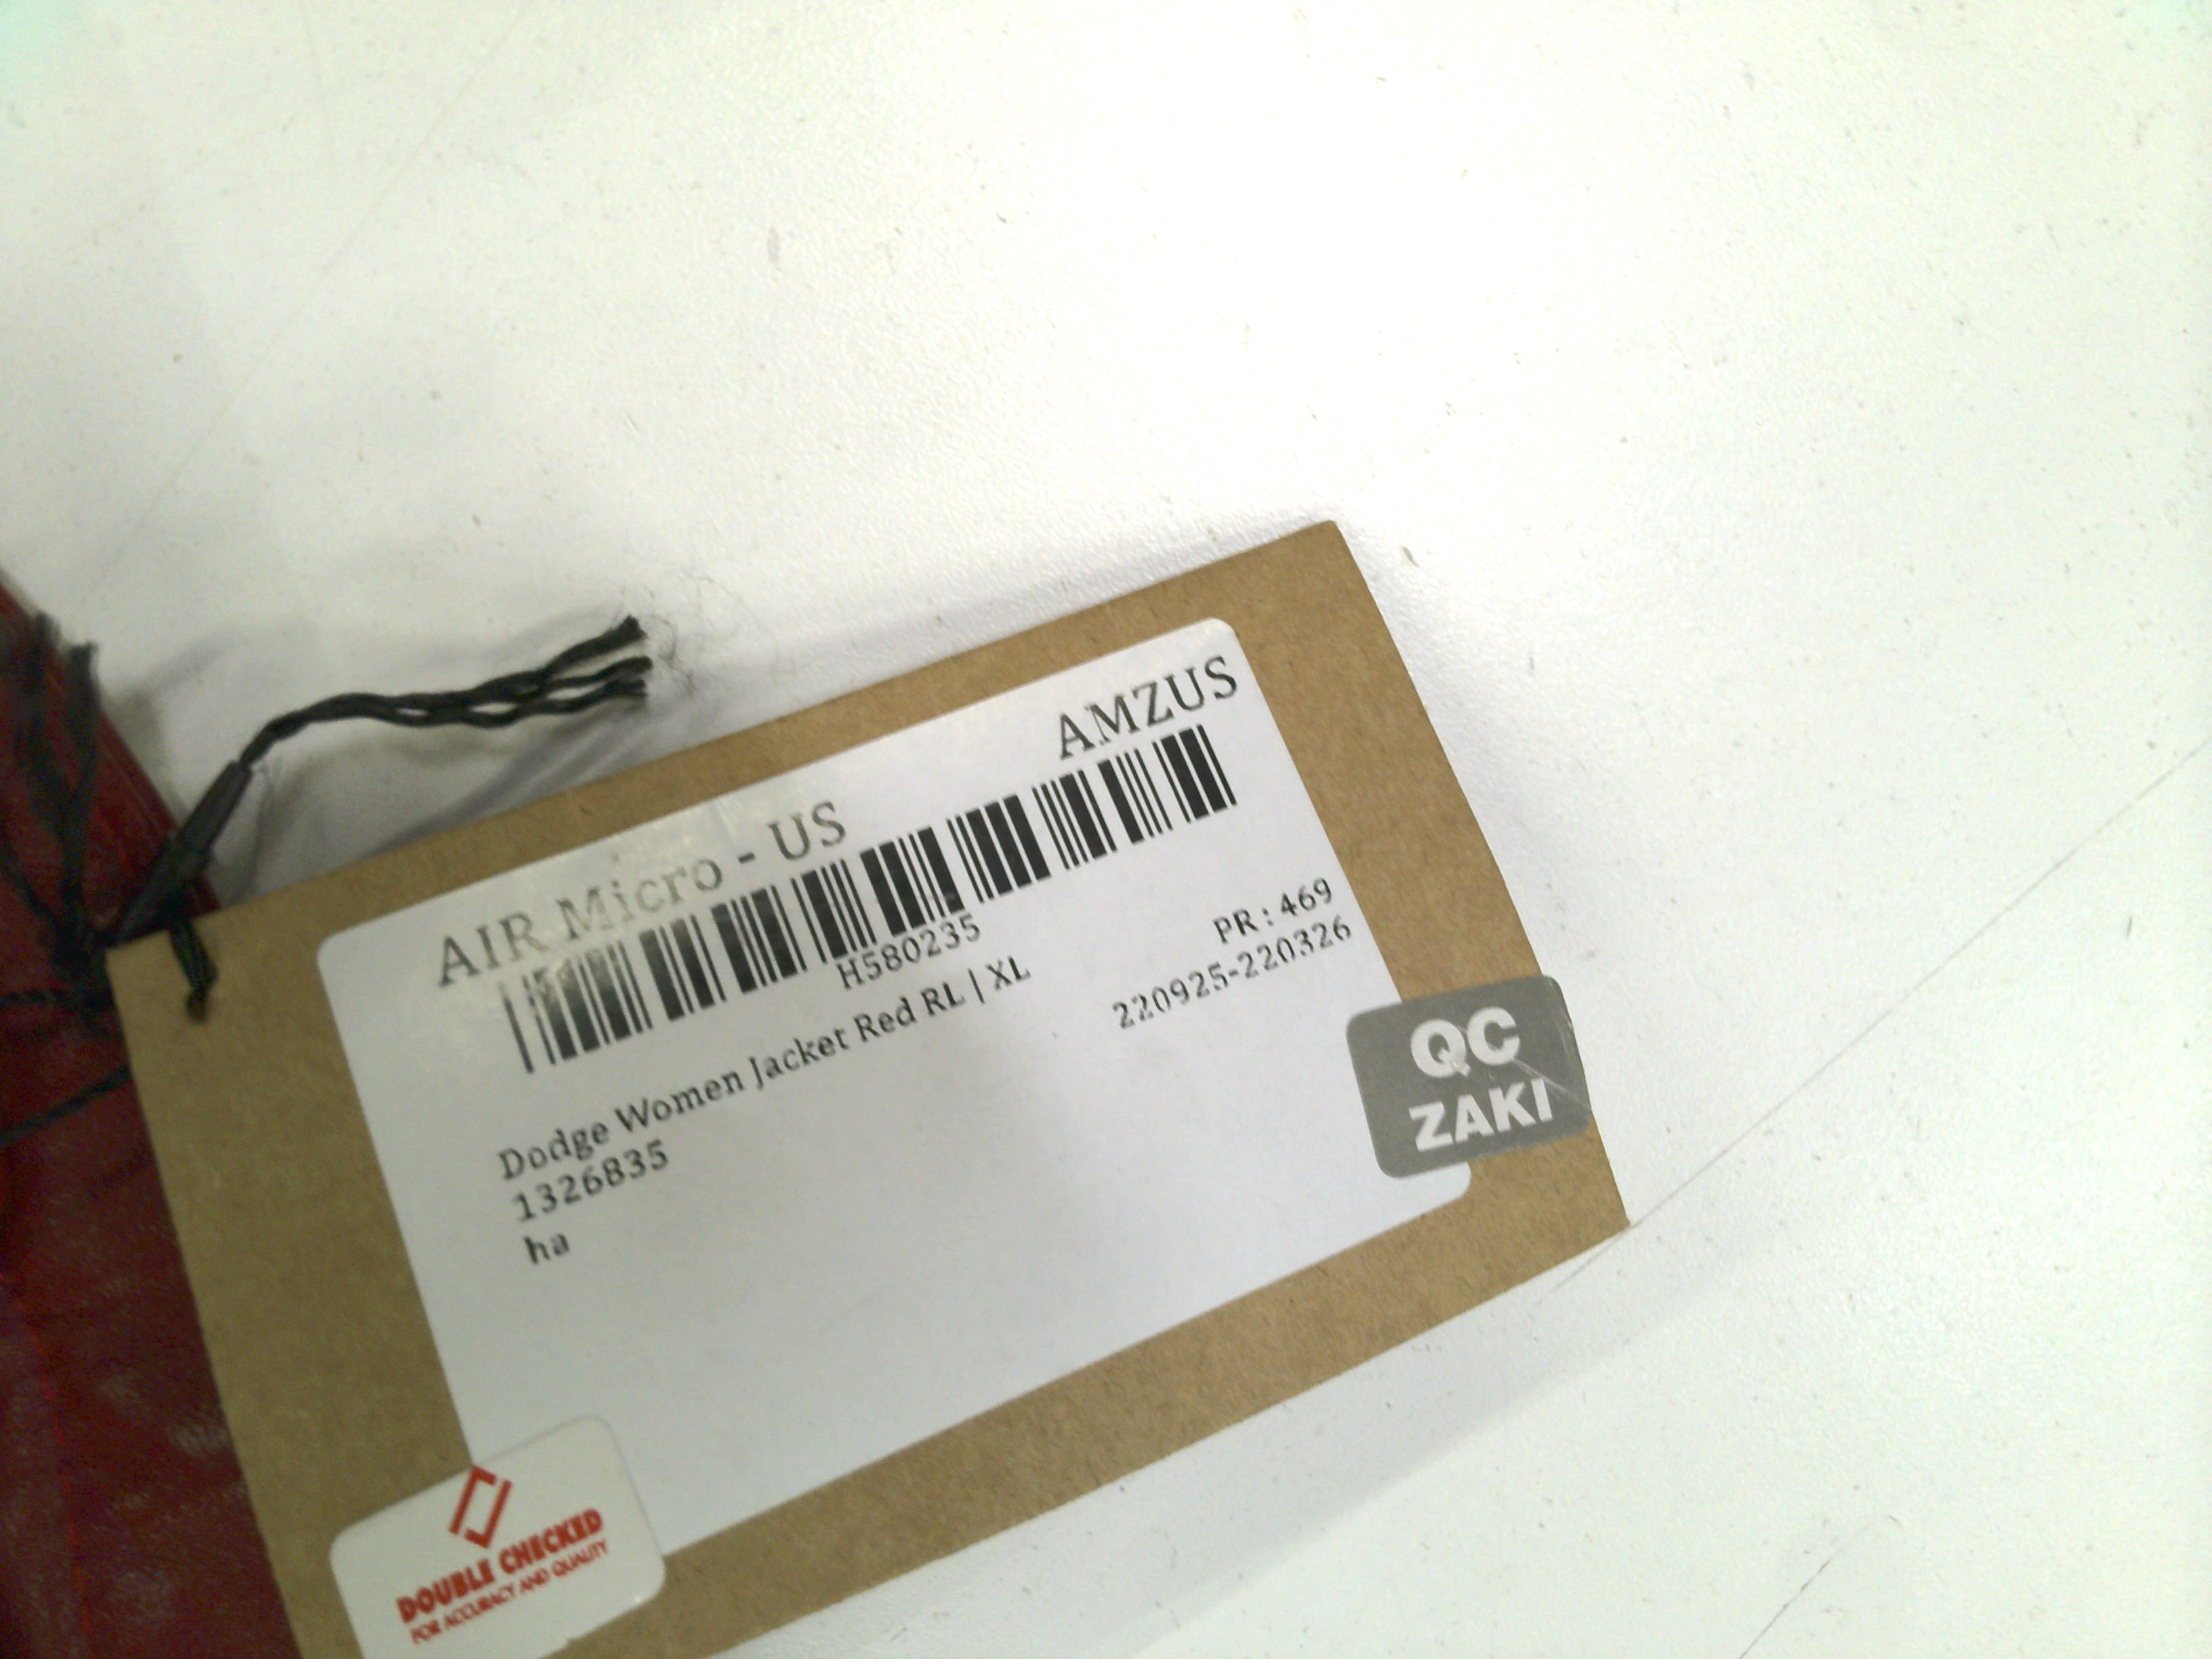 AIR Micro - US
AMZUS
H580235
PR : 469
Dodge Women Jacket Red RL | XL
220925-220326
1326835
ha
QC
ZAKI
DOUBLE CHECKED
FOR ACCURACY AND QUALITY